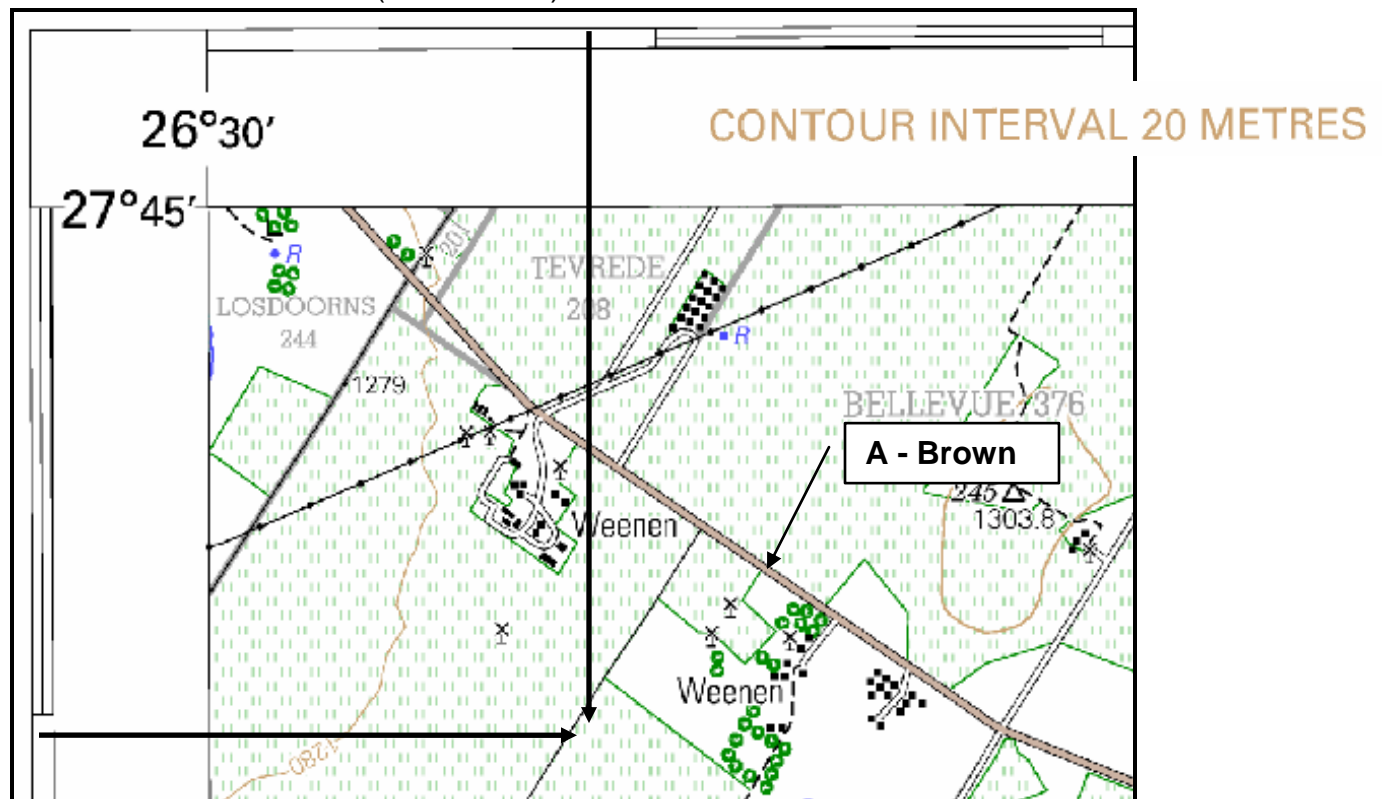 26°30′
CONTOUR INTERVAL 20 METRES
27°45′
R
201
TEVREDE
208
LOSDOORNS
244
R
1279
BELLEVUE 376
A - Brown
245
1303.8
Weenen
Weenen
1280